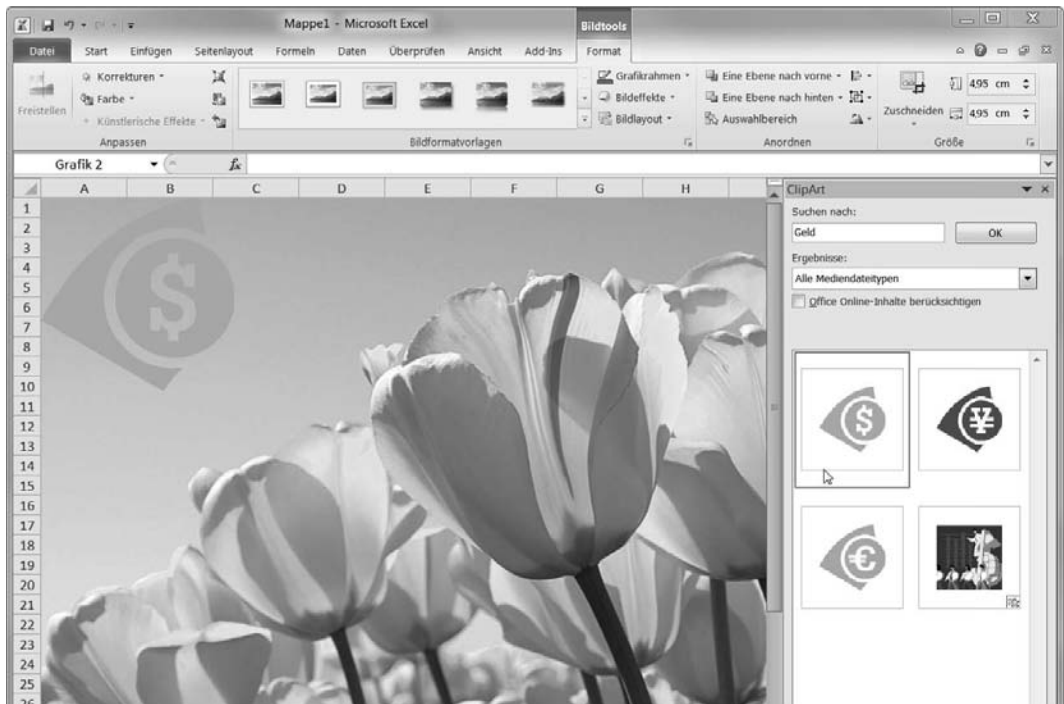 Mappe1 - Microsoft Excel
Bildtools
Datei Start Einfügen Seitenlayout Formeln Daten Überprüfen Ansicht Add-Ins Format
Freistellen
Korrekturen
Farbe
Künstlerische Effekte
Anpassen
Bildformatvorlagen
Grafikrahmen
Bildeffekte
Bildlayout
Eine Ebene nach vorne
Eine Ebene nach hinten
Auswahlbereich
Anordnen
Zuschneiden
4,95 cm
4,95 cm
Größe
Grafik 2
fx
A B C D E F G H
1
2
3
4
5
6
7
8
9
10
11
12
13
14
15
16
17
18
19
20
21
22
23
24
25
26
$
ClipArt
Suchen nach:
Geld OK
Ergebnisse:
Alle Mediendateitypen
Office Online-Inhalte berücksichtigen
$ ¥
€